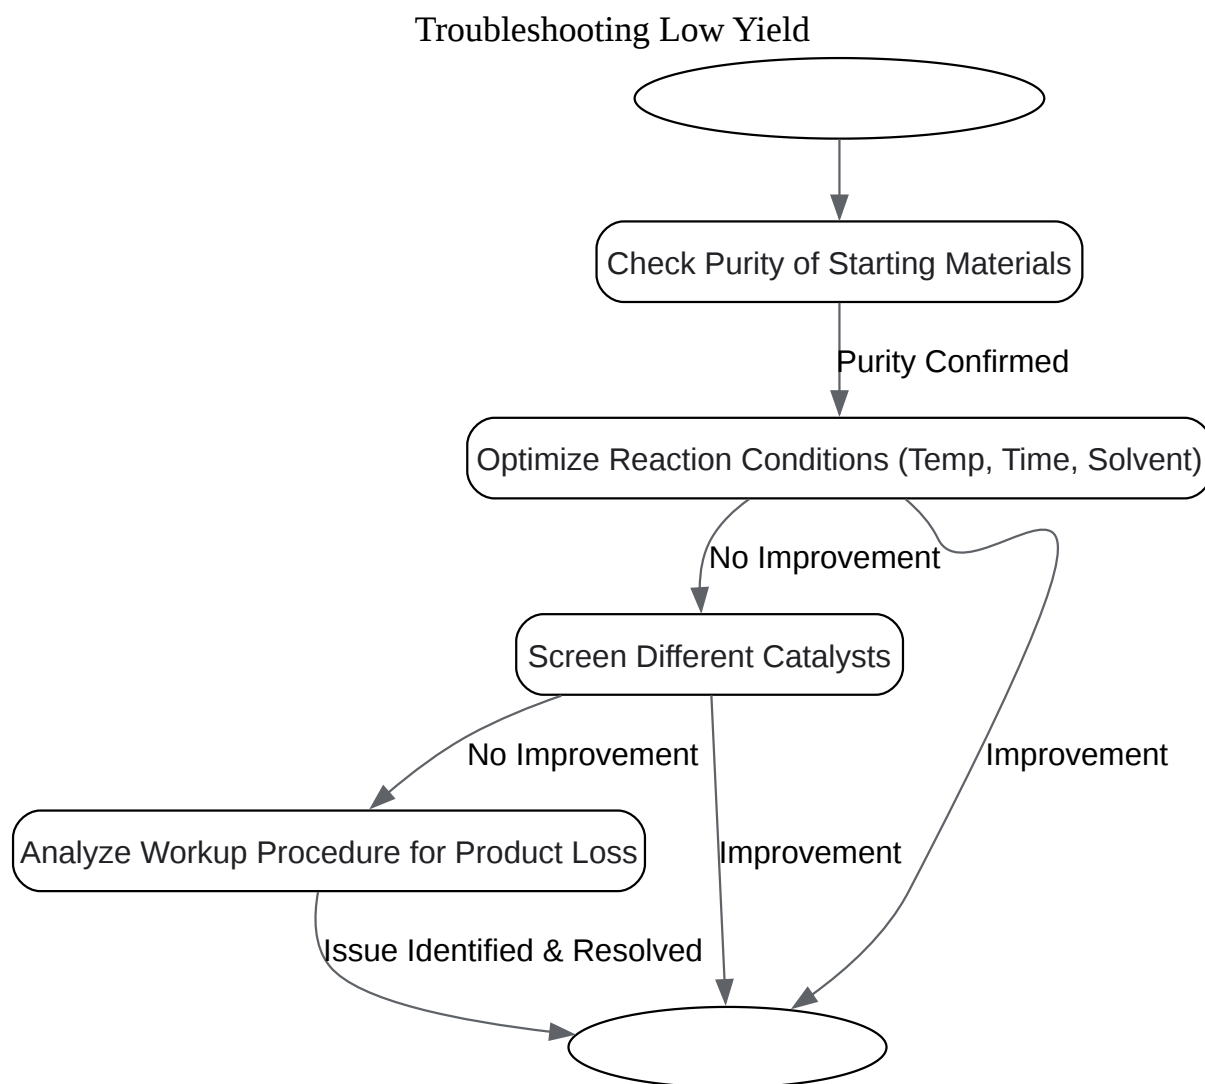 Troubleshooting Low Yield
Check Purity of Starting Materials
Purity Confirmed
Optimize Reaction Conditions (Temp, Time, Solvent)
No Improvement
Screen Different Catalysts
No Improvement
Improvement
Analyze Workup Procedure for Product Loss
Improvement
Issue Identified & Resolved